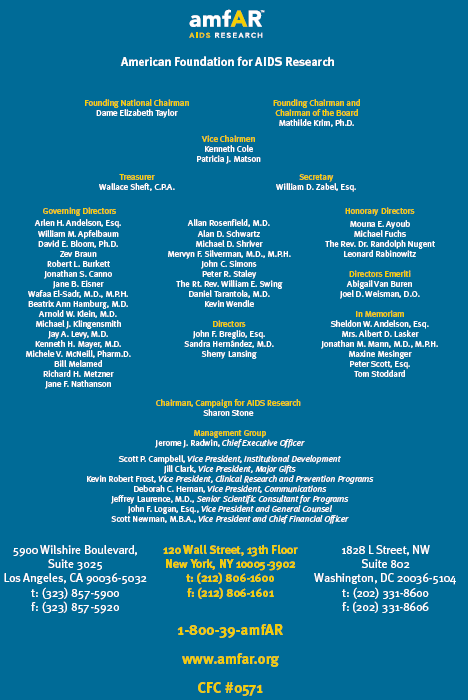 amfAR™
AIDS RESEARCH
American Foundation for AIDS Research
Founding National Chairman
Dame Elizabeth Taylor
Founding Chairman and
Chairman of the Board
Mathilde Krim, Ph.D.
Vice Chairmen
Kenneth Cole
Patricia J. Matson
Treasurer
Wallace Sheft, C.P.A.
Secretary
William D. Zabel, Esq.
Governing Directors
Arlen H. Andelson, Esq.
William M. Apfelbaum
David E. Bloom, Ph.D.
Zev Braun
Robert L. Burkett
Jonathan S. Canno
Jane B. Eisner
Wafaa El-Sadr, M.D., M.P.H.
Beatrix Ann Hamburg, M.D.
Arnold W. Klein, M.D.
Michael J. Klingensmith
Jay A. Levy, M.D.
Kenneth H. Mayer, M.D.
Michele V. McNeill, Pharm.D.
Bill Melamed
Richard H. Metzner
Jane F. Nathanson
Allan Rosenfield, M.D.
Alan D. Schwartz
Michael D. Shriver
Mervyn F. Silverman, M.D., M.P.H.
John C. Simons
Peter R. Staley
The Rt. Rev. William E. Swing
Daniel Tarantola, M.D.
Kevin Wendle
Directors
John F. Breglio, Esq.
Sandra Hernández, M.D.
Sherry Lansing
Honorary Directors
Mouna E. Ayoub
Michael Fuchs
The Rev. Dr. Randolph Nugent
Leonard Rabinowitz
Directors Emeriti
Abigail Van Buren
Joel D. Weisman, D.O.
In Memoriam
Sheldon W. Andelson, Esq.
Mrs. Albert D. Lasker
Jonathan M. Mann, M.D., M.P.H.
Maxine Mesinger
Peter Scott, Esq.
Tom Stoddard
Chairman, Campaign for AIDS Research
Sharon Stone
Management Group
Jerome J. Radwin, Chief Executive Officer
Scott P. Campbell, Vice President, Institutional Development
Jill Clark, Vice President, Major Gifts
Kevin Robert Frost, Vice President, Clinical Research and Prevention Programs
Deborah C. Hernan, Vice President, Communications
Jeffrey Laurence, M.D., Senior Scientific Consultant for Programs
John F. Logan, Esq., Vice President and General Counsel
Scott Newman, M.B.A., Vice President and Chief Financial Officer
5900 Wilshire Boulevard,
Suite 3025
Los Angeles, CA 90036-5032
t: (323) 857-5900
f: (323) 857-5920
120 Wall Street, 13th Floor
New York, NY 10005-3902
t: (212) 806-1600
f: (212) 806-1601
1828 L Street, NW
Suite 802
Washington, DC 20036-5104
t: (202) 331-8600
f: (202) 331-8606
1-800-39-amfAR
www.amfar.org
CFC #0571